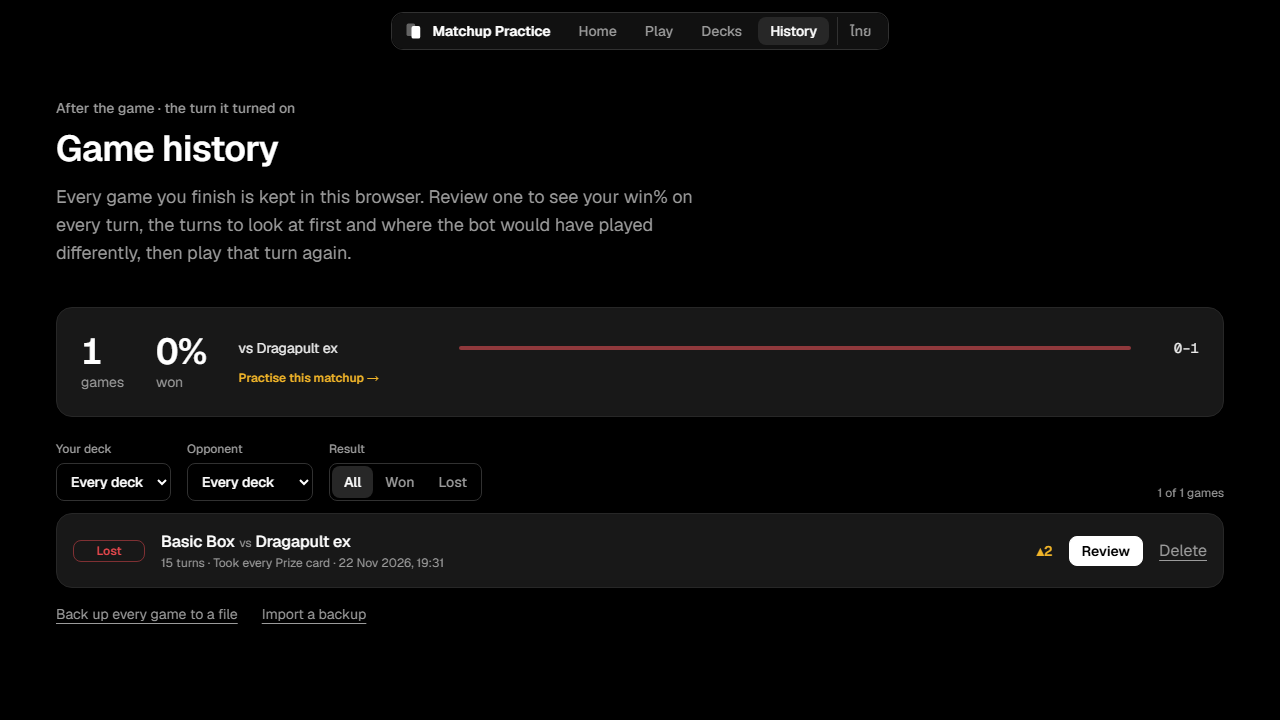 Matchup Practice Home Play Decks History ไทย
After the game · the turn it turned on
Game history
Every game you finish is kept in this browser. Review one to see your win% on
every turn, the turns to look at first and where the bot would have played
differently, then play that turn again.
1 0% vs Dragapult ex 0–1
games won Practise this matchup →
Your deck Opponent Result
Every deck Every deck All Won Lost
1 of 1 games
Lost Basic Box vs Dragapult ex ▲2 Review Delete
15 turns · Took every Prize card · 22 Nov 2026, 19:31
Back up every game to a file Import a backup